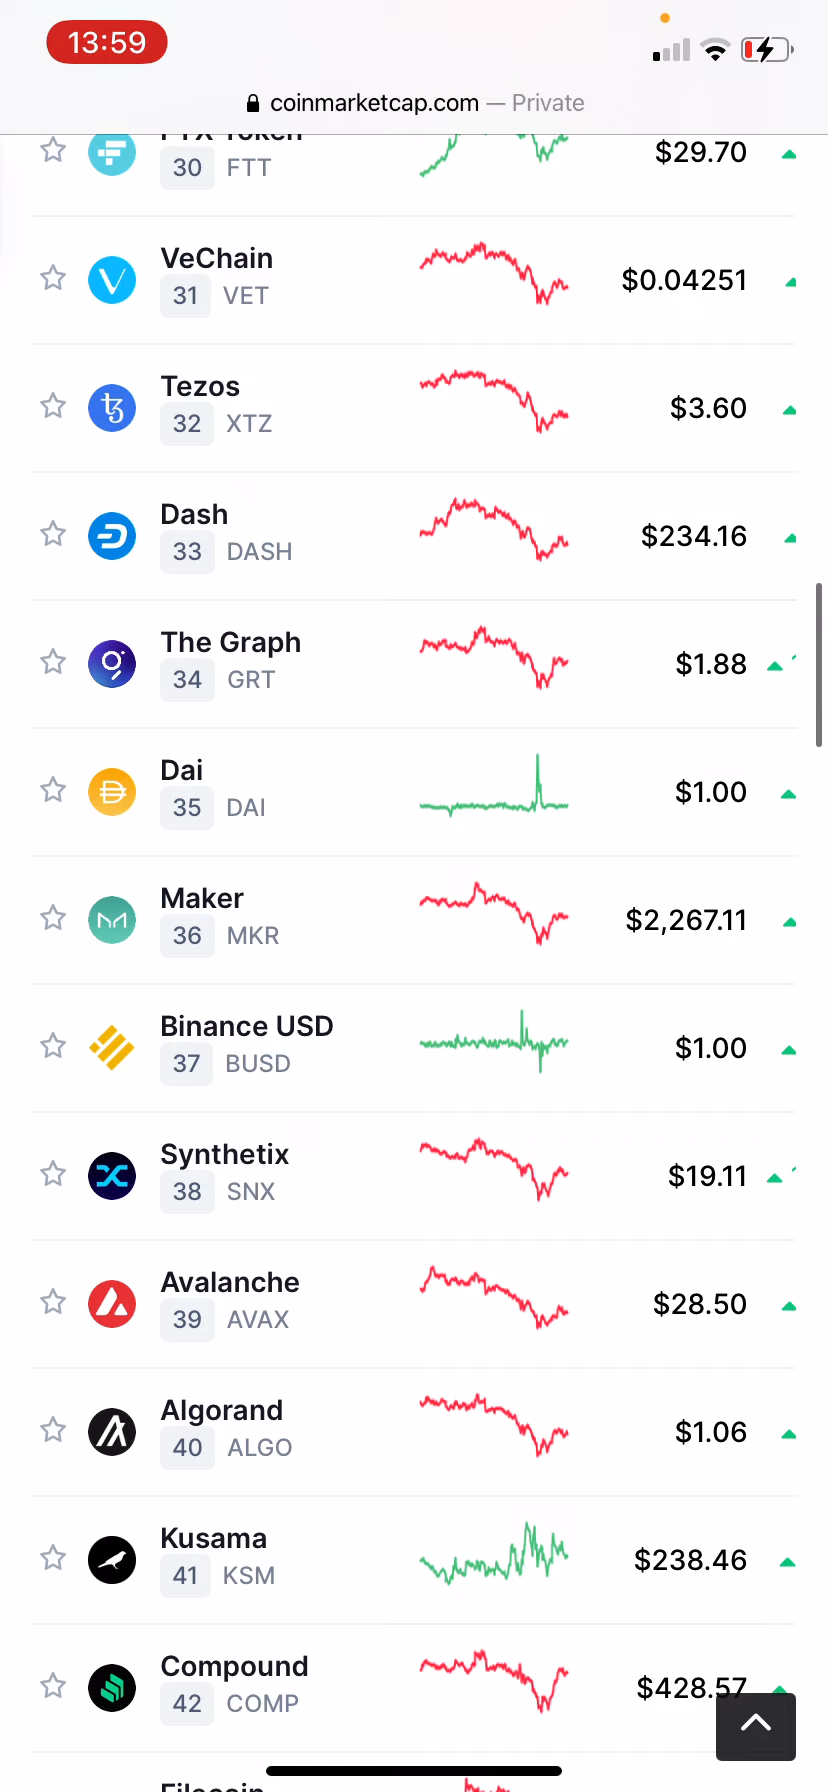 13:59
coinmarketcap.com — Private
FTX Token
30 FTT
$29.70
VeChain
31 VET
$0.04251
Tezos
32 XTZ
$3.60
Dash
33 DASH
$234.16
The Graph
34 GRT
$1.88
Dai
35 DAI
$1.00
Maker
36 MKR
$2,267.11
Binance USD
37 BUSD
$1.00
Synthetix
38 SNX
$19.11
Avalanche
39 AVAX
$28.50
Algorand
40 ALGO
$1.06
Kusama
41 KSM
$238.46
Compound
42 COMP
$428.57
Filecoin